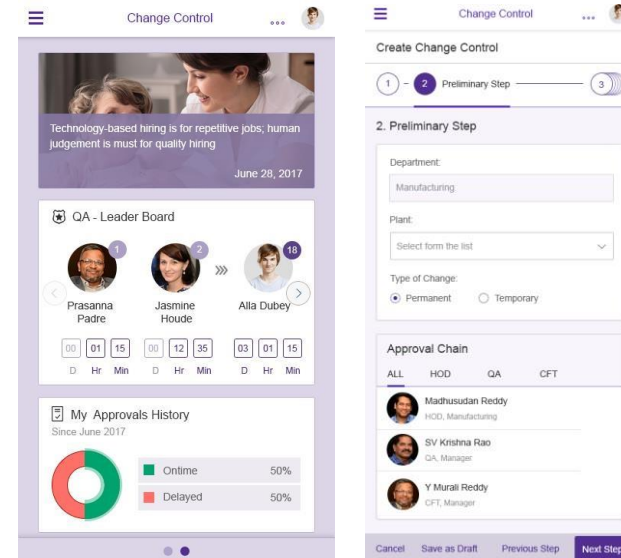 Change Control
...
Technology-based hiring is for repetitive jobs; human
judgement is must for quality hiring
June 28, 2017
QA - Leader Board
1
2
18
Prasanna
Padre
Jasmine
Houde
Alla Dubey
00 01 15
00 12 35
03 01 15
D Hr Min
D Hr Min
D Hr Min
My Approvals History
Since June 2017
Ontime 50%
Delayed 50%
Change Control
...
Create Change Control
1 - 2 Preliminary Step 3
2. Preliminary Step
Department:
Manufacturing
Plant:
Select form the list
Type of Change:
Permanent Temporary
Approval Chain
ALL HOD QA CFT
Madhusudan Reddy
HOD, Manufacturing
SV Krishna Rao
QA, Manager
Y Murali Reddy
CFT, Manager
Cancel Save as Draft Previous Step Next Step